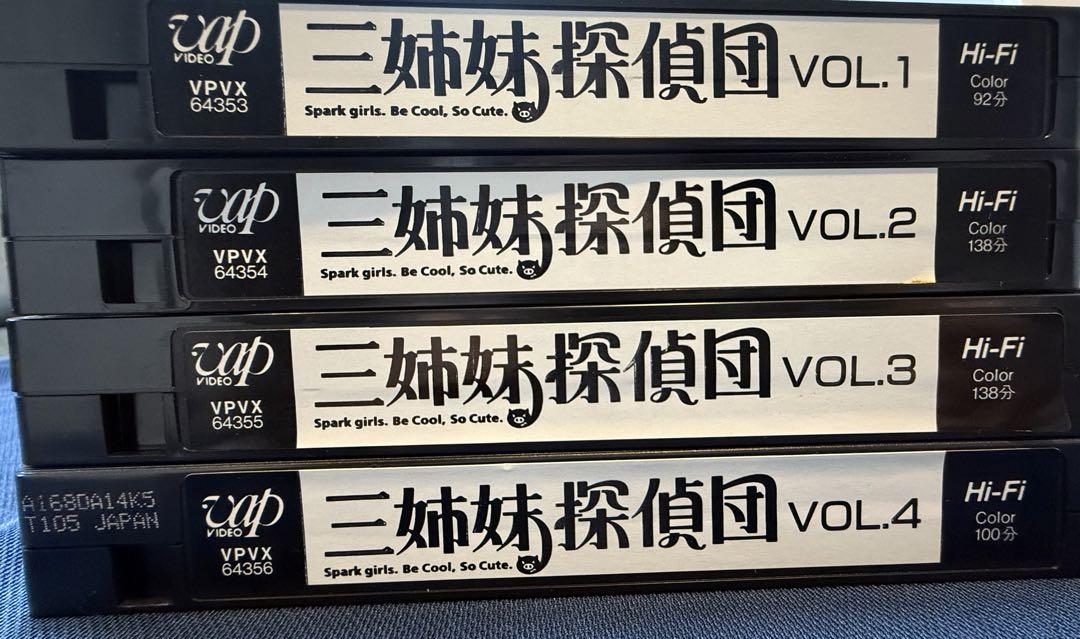 vap
VIDEO
VPVX
64353
三姉妹探偵団 VOL.1
Spark girls. Be Cool, So Cute.
Hi-Fi
Color
92分
vap
VIDEO
VPVX
64354
三姉妹探偵団 VOL.2
Spark girls. Be Cool, So Cute.
Hi-Fi
Color
138分
vap
VIDEO
VPVX
64355
三姉妹探偵団 VOL.3
Spark girls. Be Cool, So Cute.
Hi-Fi
Color
138分
A168DA14K5
T105 JAPAN
vap
VIDEO
VPVX
64356
三姉妹探偵団 VOL.4
Spark girls. Be Cool, So Cute.
Hi-Fi
Color
100分